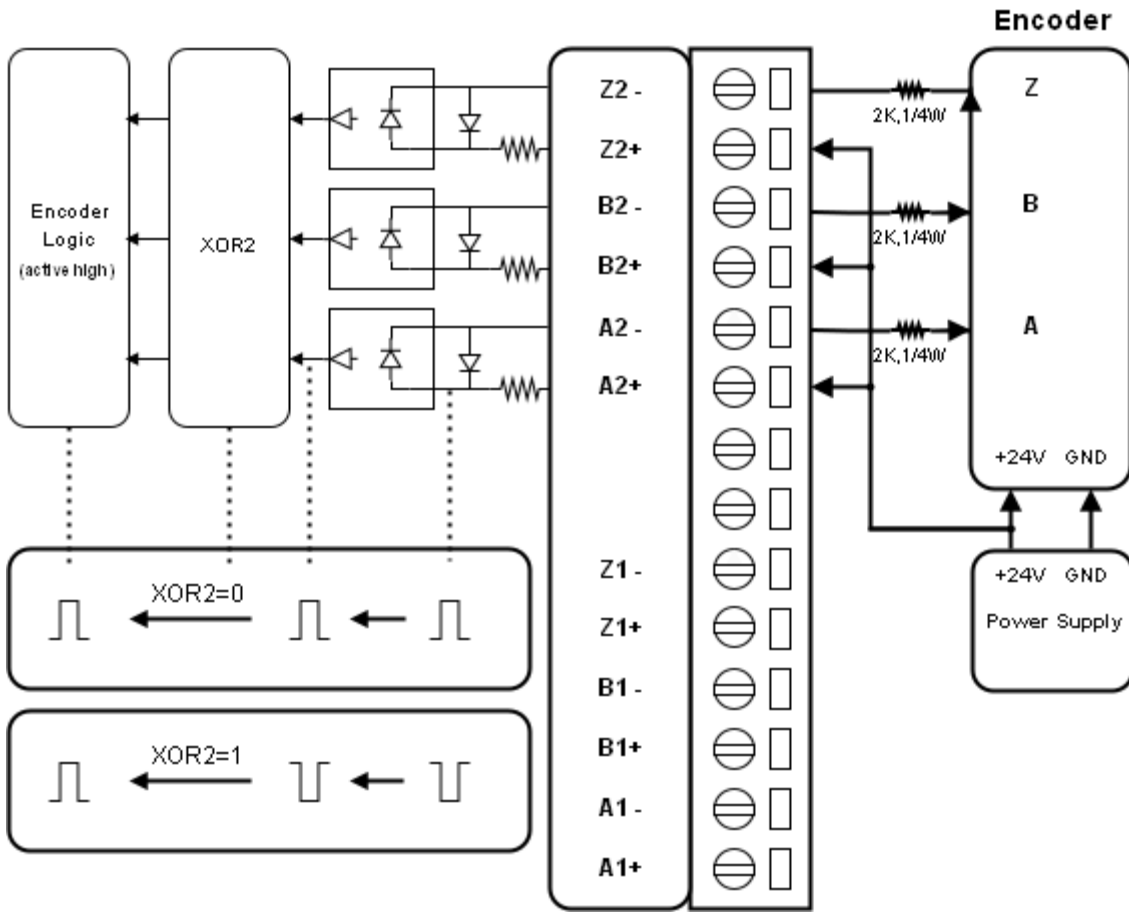 Encoder
Z2 -
Z
2K,1/4W
Z2+
Encoder
Logic
(active high)
XOR2
B2 -
B
2K,1/4W
B2+
A2 -
A
2K,1/4W
A2+
+24V GND
Z1 -
+24V GND
Power Supply
XOR2=0
Z1+
B1 -
XOR2=1
B1+
A1 -
A1+